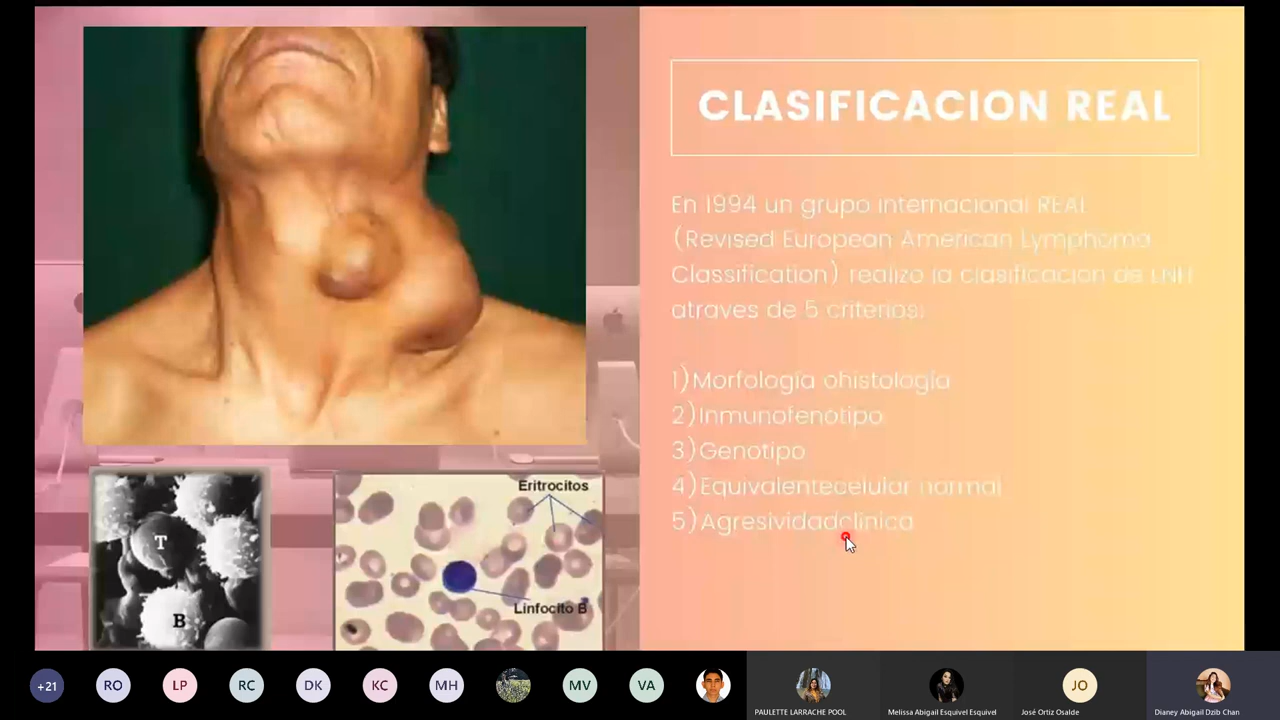 CLASIFICACION REAL
En 1994 un grupo internacional REAL
(Revised European American Lymphoma
Classification) realizo la clasificacion de LNH
atraves de 5 criterios:
1)Morfología ohistología
2)Inmunofenotipo
3)Genotipo
4)Equivalentecelular normal
5)Agresividadclinica
T
B
Eritrocitos
Linfocito B
+21
RO
LP
RC
DK
KC
MH
MV
VA
JO
PAULETTE LARRACHE POOL
Melissa Abigail Esquivel Esquivel
José Ortiz Osalde
Dianey Abigail Dzib Chan